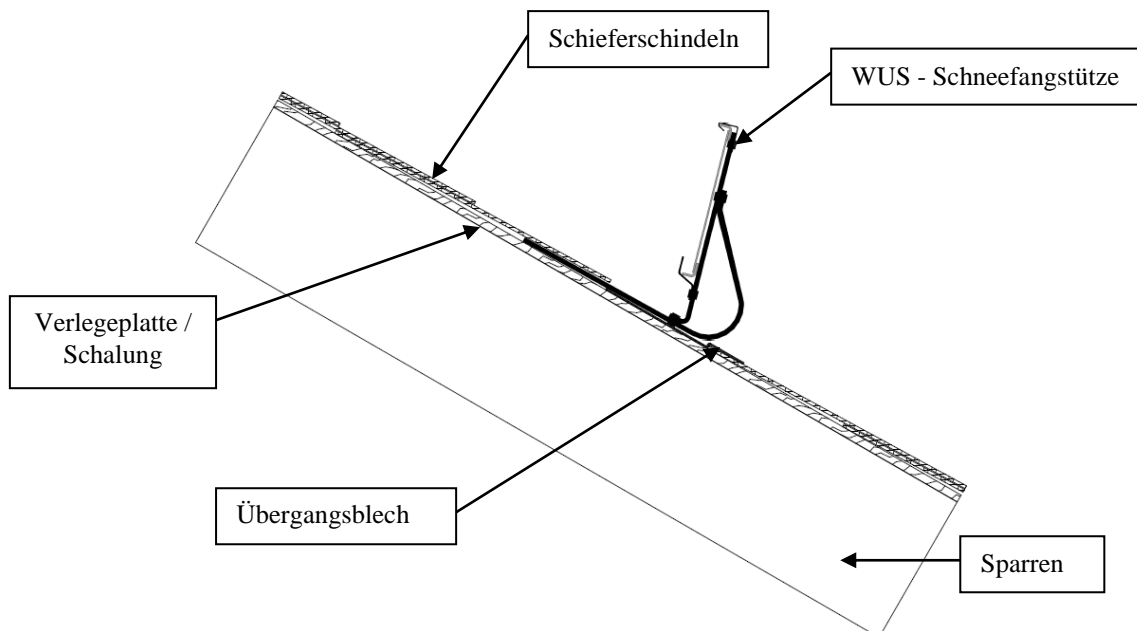 Schieferschindeln
WUS - Schneefangstütze
Verlegeplatte /
Schalung
Übergangsblech
Sparren